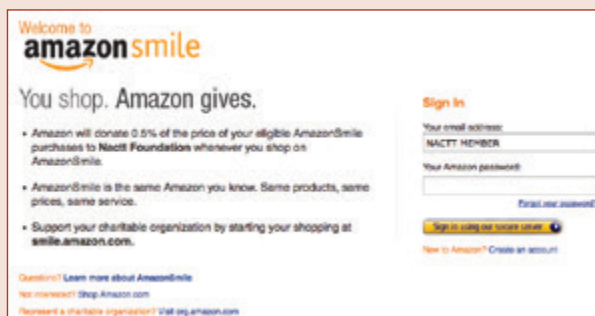 Welcome to
amazonsmile
You shop. Amazon gives.
• Amazon will donate 0.5% of the price of your eligible AmazonSmile
purchases to Nactt Foundation whenever you shop on
AmazonSmile.
• AmazonSmile is the same Amazon you know. Same products, same
prices, same service.
• Support your charitable organization by starting your shopping at
smile.amazon.com.
Questions? Learn more about AmazonSmile
Not interested? Shop Amazon.com
Represent a charitable organization? Visit org.amazon.com
Sign In
Your email address:
NACTT MEMBER
Your Amazon password:
Forgot your password?
Sign in using our secure server
New to Amazon? Create an account